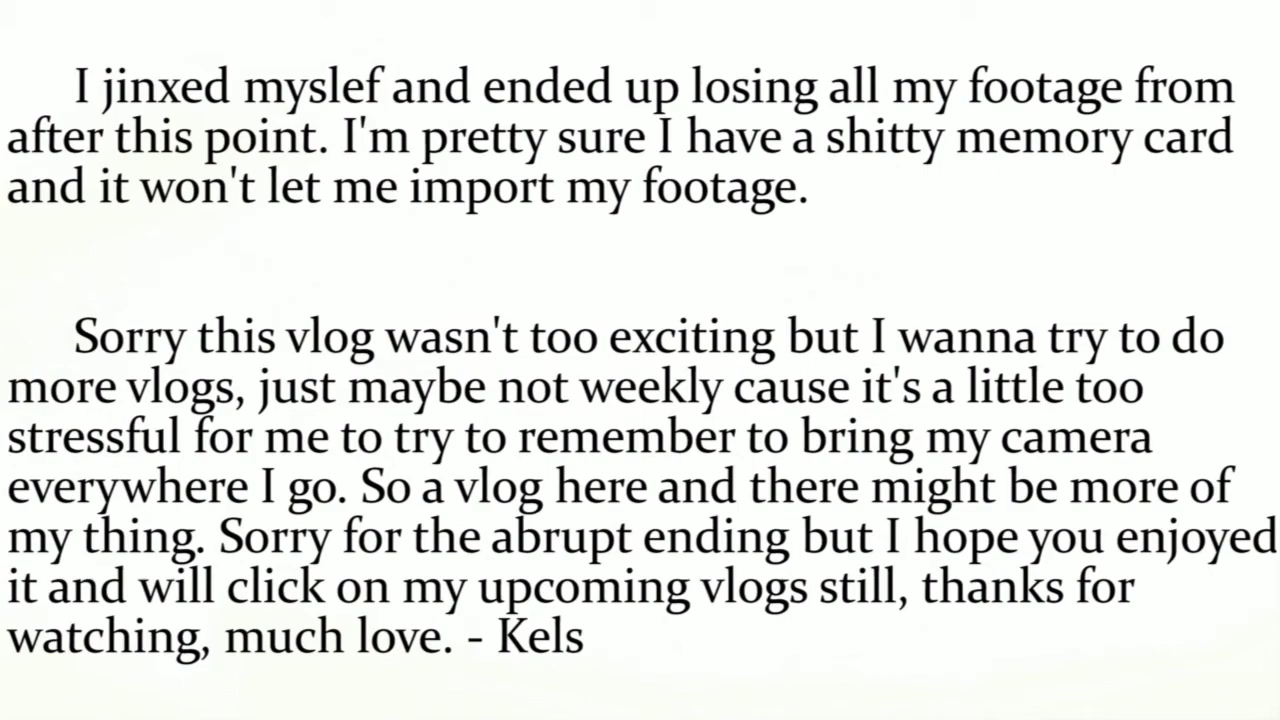 I jinxed myslef and ended up losing all my footage from
after this point. I'm pretty sure I have a shitty memory card
and it won't let me import my footage.
Sorry this vlog wasn't too exciting but I wanna try to do
more vlogs, just maybe not weekly cause it's a little too
stressful for me to try to remember to bring my camera
everywhere I go. So a vlog here and there might be more of
my thing. Sorry for the abrupt ending but I hope you enjoyed
it and will click on my upcoming vlogs still, thanks for
watching, much love. - Kels